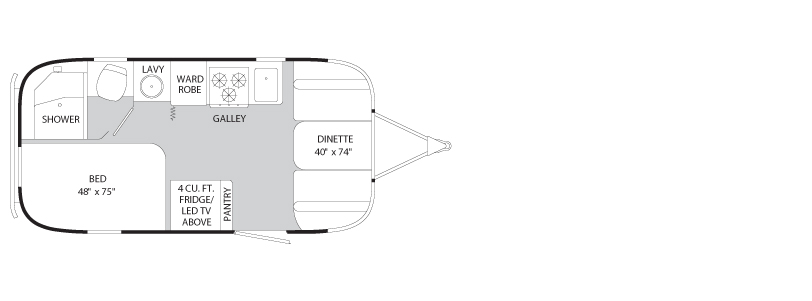 LAVY
WARD
ROBE
SHOWER
GALLEY
DINETTE
40" x 74"
BED
48" x 75"
4 CU. FT.
FRIDGE/
LED TV
ABOVE
PANTRY